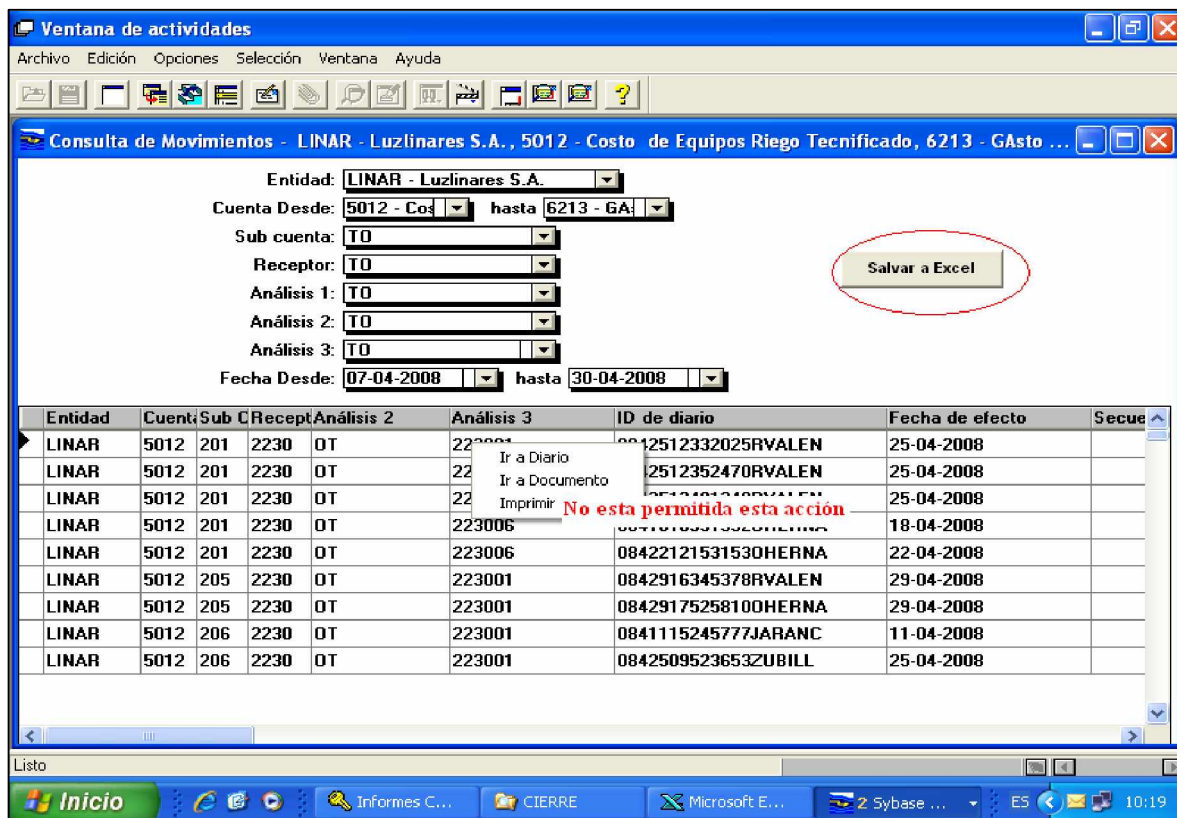 Ventana de actividades
Archivo Edición Opciones Selección Ventana Ayuda
Consulta de Movimientos - LINAR - Luzlinares S.A., 5012 - Costo de Equipos Riego Tecnificado, 6213 - GAsto ...
Entidad: LINAR - Luzlinares S.A.
Cuenta Desde: 5012 - Cos hasta 6213 - GA
Sub cuenta: TO
Receptor: TO
Salvar a Excel
Análisis 1: TO
Análisis 2: TO
Análisis 3: TO
Fecha Desde: 07-04-2008 hasta 30-04-2008
Entidad Cuenta Sub C Recept Análisis 2 Análisis 3 ID de diario Fecha de efecto Secue
LINAR 5012 201 2230 OT 223001 0842512332025RVALEN 25-04-2008
LINAR 5012 201 2230 OT 22 2512352470RVALEN 25-04-2008
LINAR 5012 201 2230 OT 22 25-04-2008
LINAR 5012 201 2230 OT 223006 18-04-2008
LINAR 5012 201 2230 OT 223006 0842212153153OHERNA 22-04-2008
LINAR 5012 205 2230 OT 223001 0842916345378RVALEN 29-04-2008
LINAR 5012 205 2230 OT 223001 0842917525810OHERNA 29-04-2008
LINAR 5012 206 2230 OT 223001 0841115245777JARANC 11-04-2008
LINAR 5012 206 2230 OT 223001 0842509523653ZUBILL 25-04-2008
Ir a Diario
Ir a Documento
Imprimir
No esta permitida esta acción
Listo
Inicio Informes C... CIERRE Microsoft E... 2 Sybase ... ES 10:19